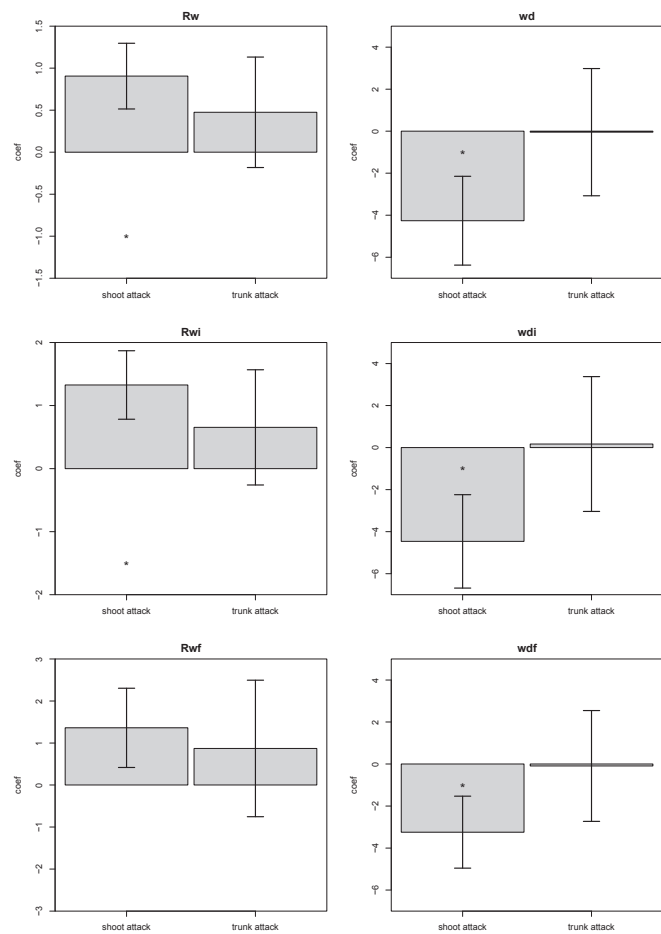 Rw
coef
1.5
1.0
0.5
0.0
−0.5
−1.0
−1.5
*
shoot attack
trunk attack
wd
coef
4
2
0
−2
−4
−6
*
shoot attack
trunk attack
Rwi
coef
2
1
0
−1
−2
*
shoot attack
trunk attack
wdi
coef
4
2
0
−2
−4
−6
*
shoot attack
trunk attack
Rwf
coef
3
2
1
0
−1
−2
−3
shoot attack
trunk attack
wdf
coef
4
2
0
−2
−4
−6
*
shoot attack
trunk attack